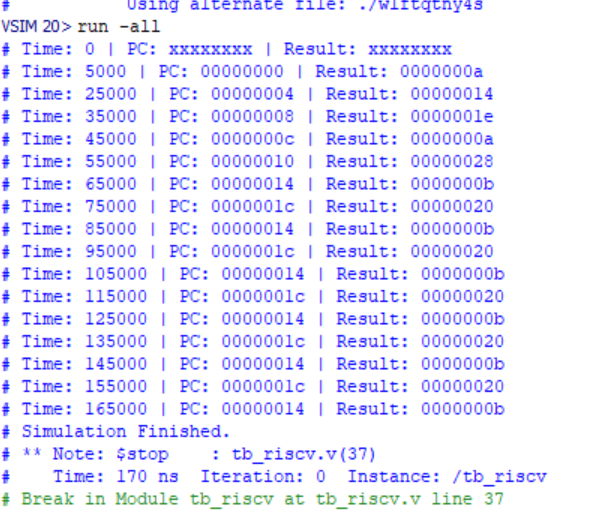 # Using alternate file: ./wlftqtny4s
VSIM 20> run -all
# Time: 0 | PC: xxxxxxxx | Result: xxxxxxxx
# Time: 5000 | PC: 00000000 | Result: 0000000a
# Time: 25000 | PC: 00000004 | Result: 00000014
# Time: 35000 | PC: 00000008 | Result: 0000001e
# Time: 45000 | PC: 0000000c | Result: 0000000a
# Time: 55000 | PC: 00000010 | Result: 00000028
# Time: 65000 | PC: 00000014 | Result: 0000000b
# Time: 75000 | PC: 0000001c | Result: 00000020
# Time: 85000 | PC: 00000014 | Result: 0000000b
# Time: 95000 | PC: 0000001c | Result: 00000020
# Time: 105000 | PC: 00000014 | Result: 0000000b
# Time: 115000 | PC: 0000001c | Result: 00000020
# Time: 125000 | PC: 00000014 | Result: 0000000b
# Time: 135000 | PC: 0000001c | Result: 00000020
# Time: 145000 | PC: 00000014 | Result: 0000000b
# Time: 155000 | PC: 0000001c | Result: 00000020
# Time: 165000 | PC: 00000014 | Result: 0000000b
# Simulation Finished.
# ** Note: $stop : tb_riscv.v(37)
# Time: 170 ns Iteration: 0 Instance: /tb_riscv
# Break in Module tb_riscv at tb_riscv.v line 37